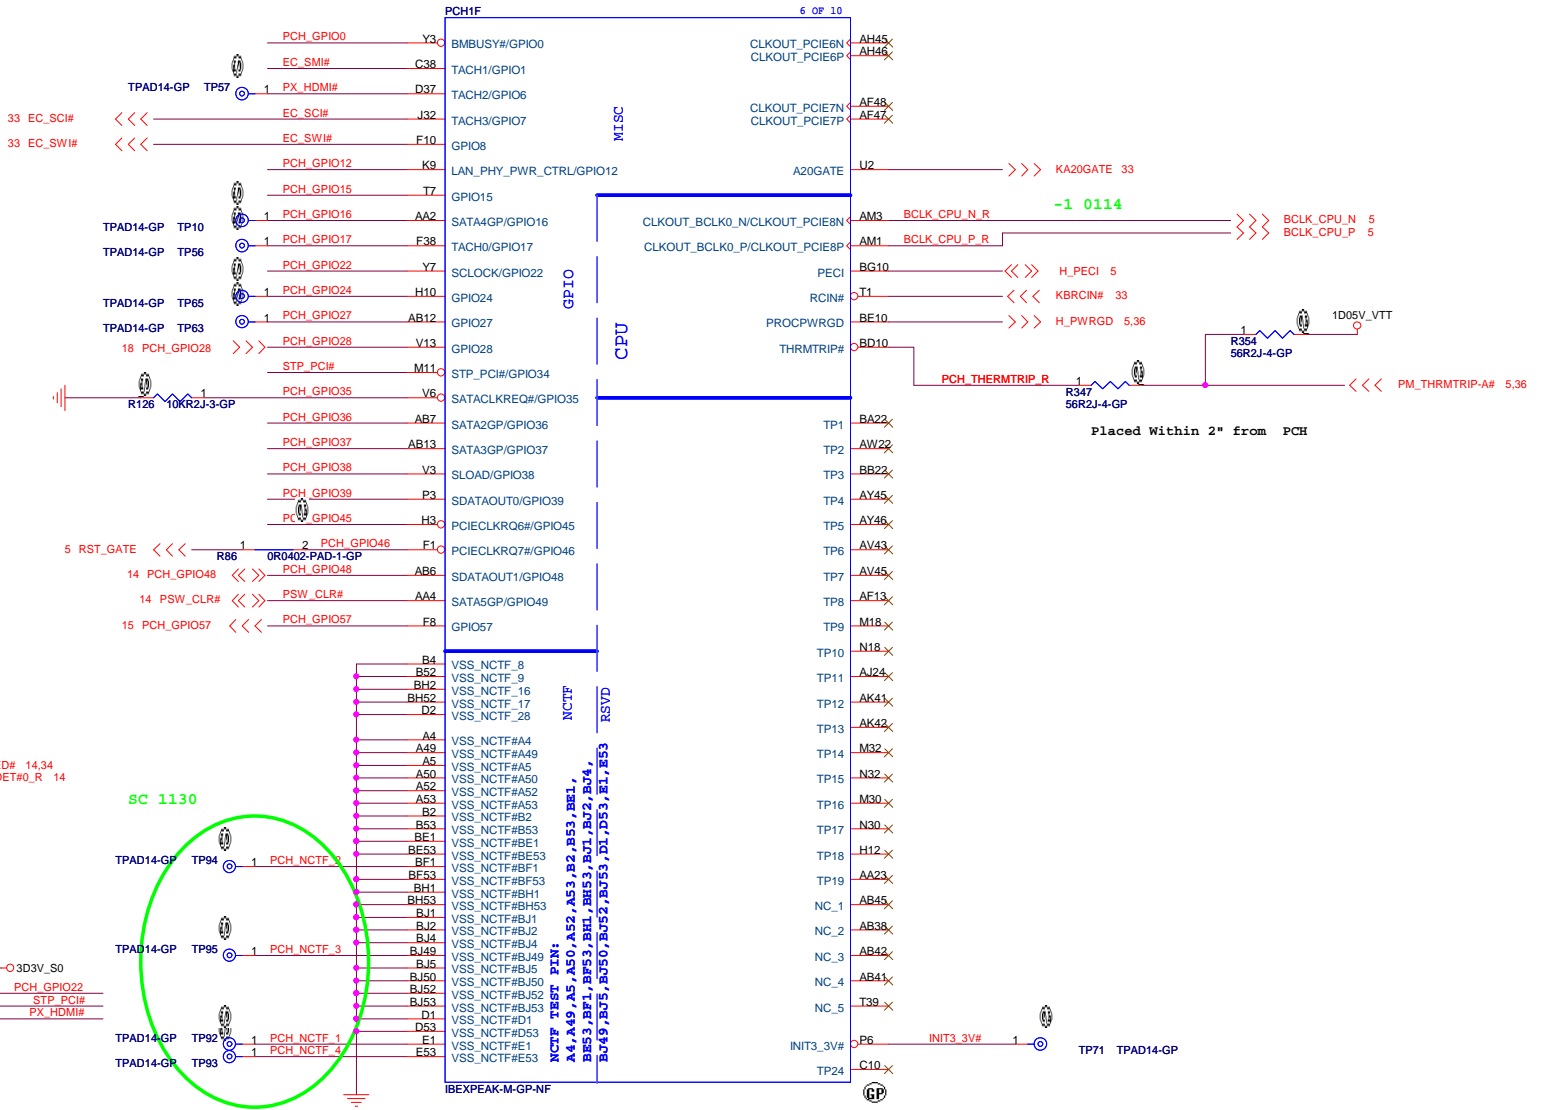 PCH1F
6 OF 10
PCH_GPIO0 Y3 BMBUSY#/GPIO0
EC_SMI# C38 TACH1/GPIO1
TPAD14-GP TP57 1 PX_HDMI# D37 TACH2/GPIO6
33 EC_SCI# EC_SCI# J32 TACH3/GPIO7
33 EC_SWI# EC_SWI# F10 GPIO8
PCH_GPIO12 K9 LAN_PHY_PWR_CTRL/GPIO12
PCH_GPIO15 T7 GPIO15
TPAD14-GP TP10 1 PCH_GPIO16 AA2 SATA4GP/GPIO16
TPAD14-GP TP56 1 PCH_GPIO17 F38 TACH0/GPIO17
PCH_GPIO22 Y7 SCLOCK/GPIO22
TPAD14-GP TP65 1 PCH_GPIO24 H10 GPIO24
TPAD14-GP TP63 1 PCH_GPIO27 AB12 GPIO27
18 PCH_GPIO28 PCH_GPIO28 V13 GPIO28
STP_PCI# M11 STP_PCI#/GPIO34
R126 10KR2J-3-GP 1 PCH_GPIO35 V6 SATACLKREQ#/GPIO35
PCH_GPIO36 AB7 SATA2GP/GPIO36
PCH_GPIO37 AB13 SATA3GP/GPIO37
PCH_GPIO38 V3 SLOAD/GPIO38
PCH_GPIO39 P3 SDATAOUT0/GPIO39
PCH_GPIO45 H3 PCIECLKRQ6#/GPIO45
5 RST_GATE R86 1 2 0R0402-PAD-1-GP PCH_GPIO46 F1 PCIECLKRQ7#/GPIO46
14 PCH_GPIO48 PCH_GPIO48 AB6 SDATAOUT1/GPIO48
14 PSW_CLR# PSW_CLR# AA4 SATA5GP/GPIO49
15 PCH_GPIO57 PCH_GPIO57 F8 GPIO57
B4 VSS_NCTF_8
B52 VSS_NCTF_9
BH2 VSS_NCTF_16
BH52 VSS_NCTF_17
D2 VSS_NCTF_28
A4 VSS_NCTF#A4
A49 VSS_NCTF#A49
A5 VSS_NCTF#A5
A50 VSS_NCTF#A50
A52 VSS_NCTF#A52
A53 VSS_NCTF#A53
B2 VSS_NCTF#B2
B53 VSS_NCTF#B53
BE1 VSS_NCTF#BE1
BE53 VSS_NCTF#BE53
TPAD14-GP TP94 1 PCH_NCTF_2 BF1 VSS_NCTF#BF1
BF53 VSS_NCTF#BF53
BH1 VSS_NCTF#BH1
BH53 VSS_NCTF#BH53
BJ1 VSS_NCTF#BJ1
BJ2 VSS_NCTF#BJ2
BJ4 VSS_NCTF#BJ4
TPAD14-GP TP95 1 PCH_NCTF_3 BJ49 VSS_NCTF#BJ49
BJ5 VSS_NCTF#BJ5
BJ50 VSS_NCTF#BJ50
BJ52 VSS_NCTF#BJ52
BJ53 VSS_NCTF#BJ53
D1 VSS_NCTF#D1
D53 VSS_NCTF#D53
TPAD14-GP TP92 1 PCH_NCTF_1 E1 VSS_NCTF#E1
TPAD14-GP TP93 1 PCH_NCTF_4 E53 VSS_NCTF#E53
IBEXPEAK-M-GP-NF
SC 1130
ED# 14,34
DET#0_R 14
3D3V_S0
PCH_GPIO22
STP_PCI#
PX_HDMI#
MISC
GPIO
CPU
NCTF
RSVD
NCTF TEST PIN:
A4,A49,A5,A50,A52,A53,B2,B53,BE1,
BE53,BF1,BF53,BH1,BH53,BJ1,BJ2,BJ4,
BJ49,BJ5,BJ50,BJ52,BJ53,D1,D53,E1,E53
CLKOUT_PCIE6N AH45
CLKOUT_PCIE6P AH46
CLKOUT_PCIE7N AF48
CLKOUT_PCIE7P AF47
A20GATE U2 KA20GATE 33
-1 0114
CLKOUT_BCLK0_N/CLKOUT_PCIE8N AM3 BCLK_CPU_N_R BCLK_CPU_N 5
CLKOUT_BCLK0_P/CLKOUT_PCIE8P AM1 BCLK_CPU_P_R BCLK_CPU_P 5
PECI BG10 H_PECI 5
RCIN# T1 KBRCIN# 33
PROCPWRGD BE10 H_PWRGD 5,36
THRMTRIP# BD10
1D05V_VTT
1
R354
56R2J-4-GP
PCH_THERMTRIP_R 1
R347
56R2J-4-GP
PM_THRMTRIP-A# 5,36
Placed Within 2" from PCH
TP1 BA22
TP2 AW22
TP3 BB22
TP4 AY45
TP5 AY46
TP6 AV43
TP7 AV45
TP8 AF13
TP9 M18
TP10 N18
TP11 AJ24
TP12 AK41
TP13 AK42
TP14 M32
TP15 N32
TP16 M30
TP17 N30
TP18 H12
TP19 AA23
NC_1 AB45
NC_2 AB38
NC_3 AB42
NC_4 AB41
NC_5 T39
INIT3_3V# P6 INIT3_3V# 1 TP71 TPAD14-GP
TP24 C10
GP